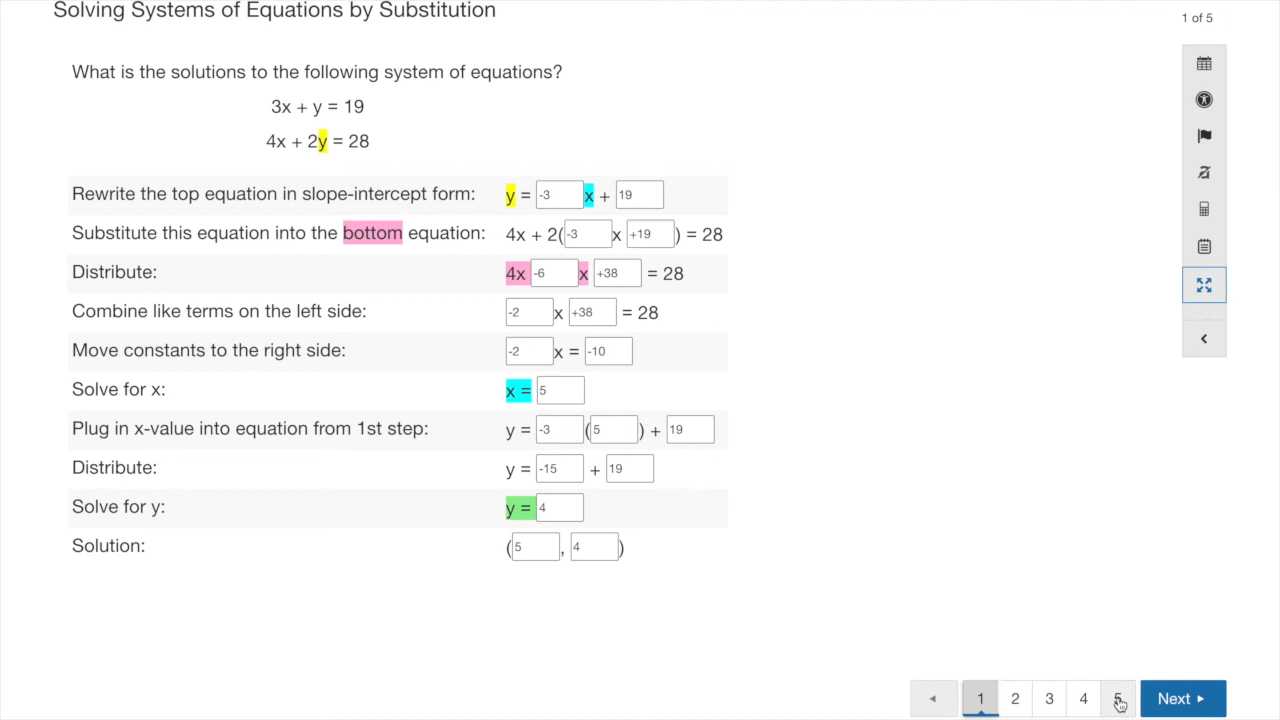 Solving Systems of Equations by Substitution
1 of 5
What is the solutions to the following system of equations?
3x + y = 19
4x + 2y = 28
Rewrite the top equation in slope-intercept form: y = -3 x + 19
Substitute this equation into the bottom equation: 4x + 2( -3 x +19 ) = 28
Distribute: 4x -6 x +38 = 28
Combine like terms on the left side: -2 x +38 = 28
Move constants to the right side: -2 x = -10
Solve for x: x = 5
Plug in x-value into equation from 1st step: y = -3 ( 5 ) + 19
Distribute: y = -15 + 19
Solve for y: y = 4
Solution: ( 5 , 4 )
1 2 3 4 5 Next